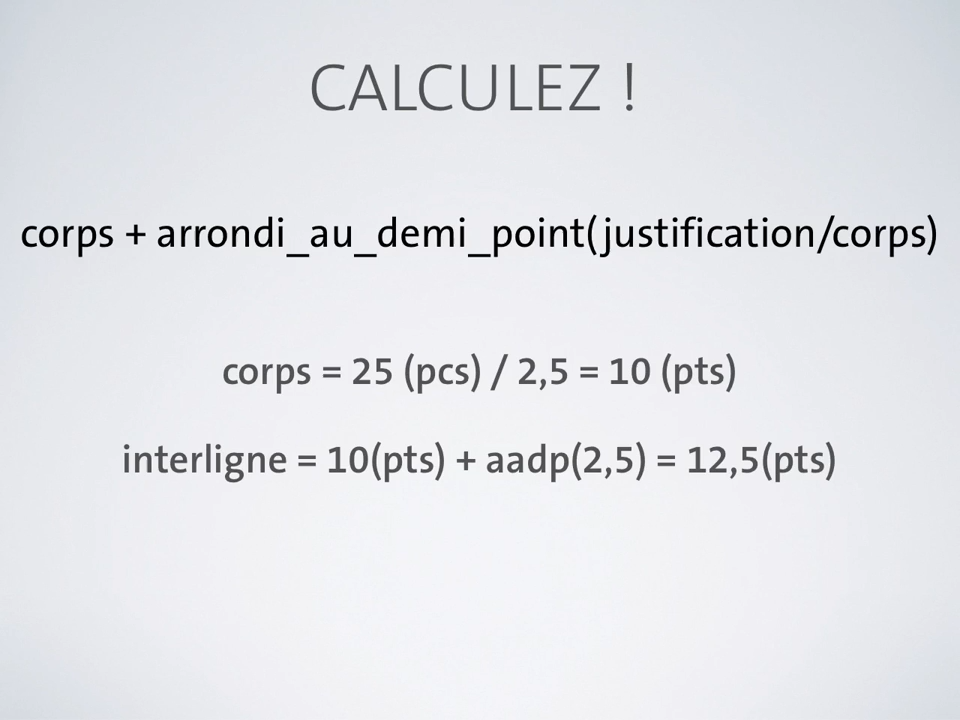 CALCULEZ !
corps + arrondi_au_demi_point(justification/corps)
corps = 25 (pcs) / 2,5 = 10 (pts)
interligne = 10(pts) + aadp(2,5) = 12,5(pts)